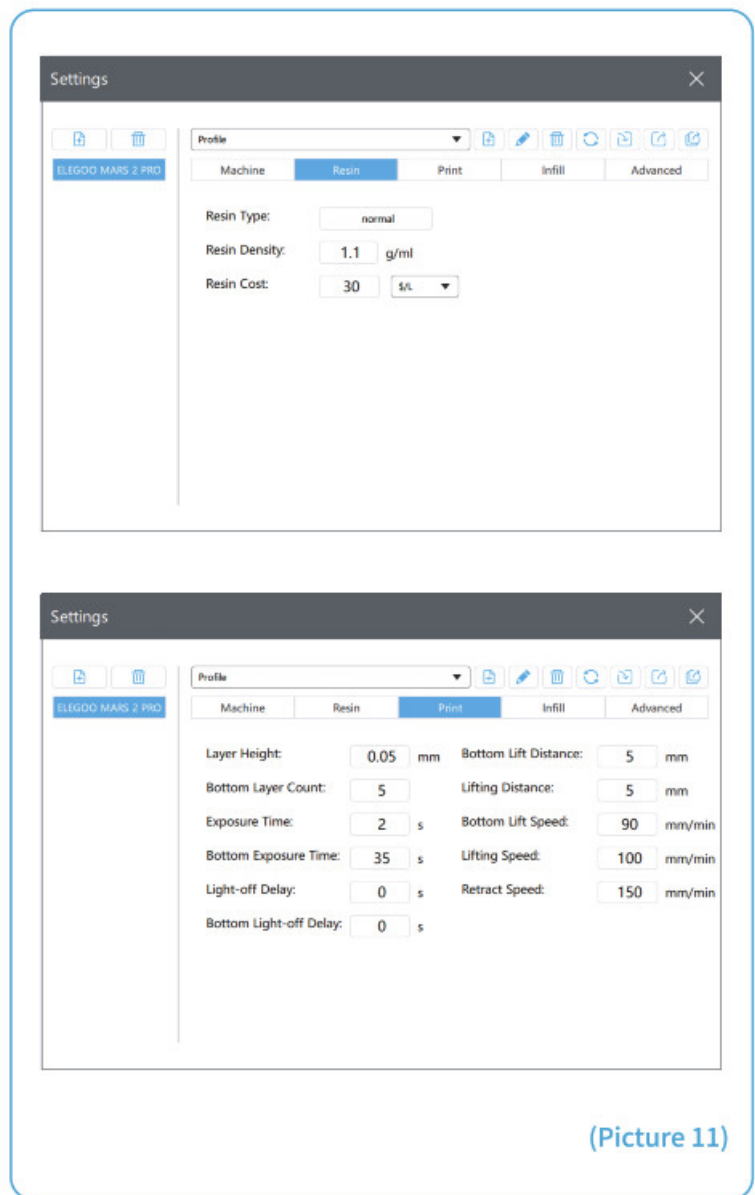 Settings
Profile
ELEGOO MARS 2 PRO
Machine Resin Print Infill Advanced
Resin Type: normal
Resin Density: 1.1 g/ml
Resin Cost: 30 $/L
Settings
Profile
ELEGOO MARS 2 PRO
Machine Resin Print Infill Advanced
Layer Height: 0.05 mm Bottom Lift Distance: 5 mm
Bottom Layer Count: 5 Lifting Distance: 5 mm
Exposure Time: 2 s Bottom Lift Speed: 90 mm/min
Bottom Exposure Time: 35 s Lifting Speed: 100 mm/min
Light-off Delay: 0 s Retract Speed: 150 mm/min
Bottom Light-off Delay: 0 s
(Picture 11)